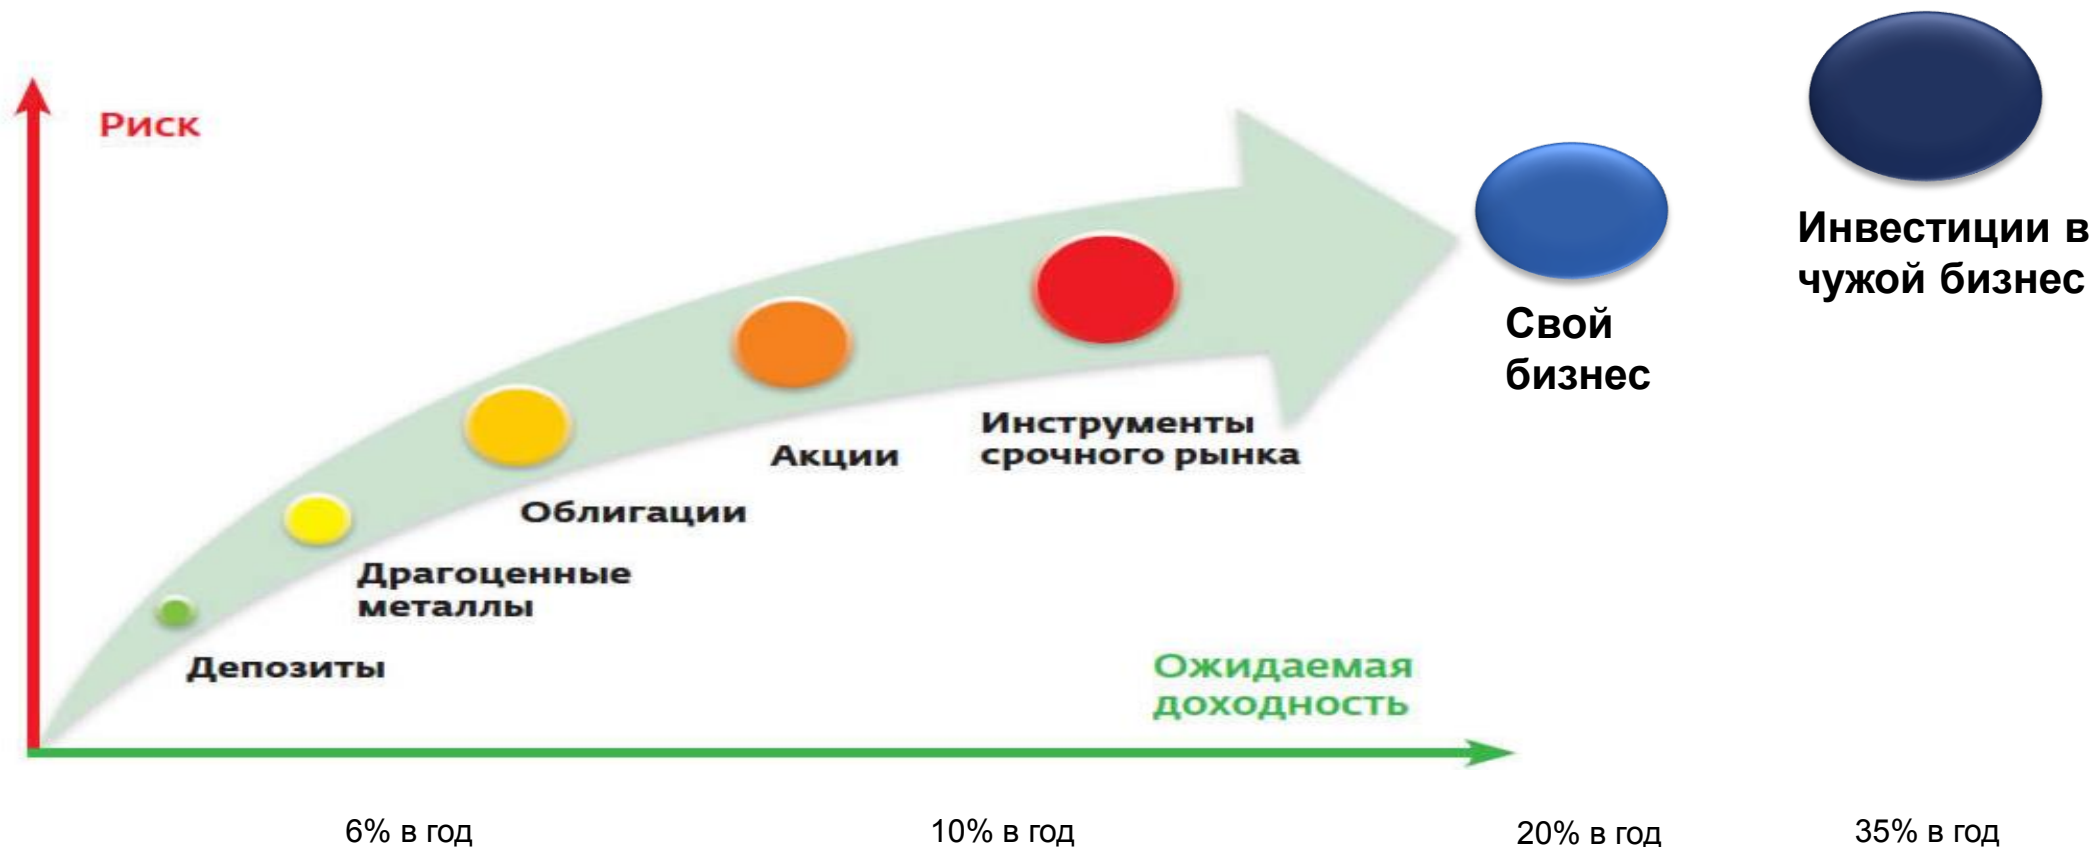 Риск
Инвестиции в
чужой бизнес
Свой
бизнес
Инструменты
срочного рынка
Акции
Облигации
Драгоценные
металлы
Депозиты
Ожидаемая
доходность
6% в год
10% в год
20% в год
35% в год